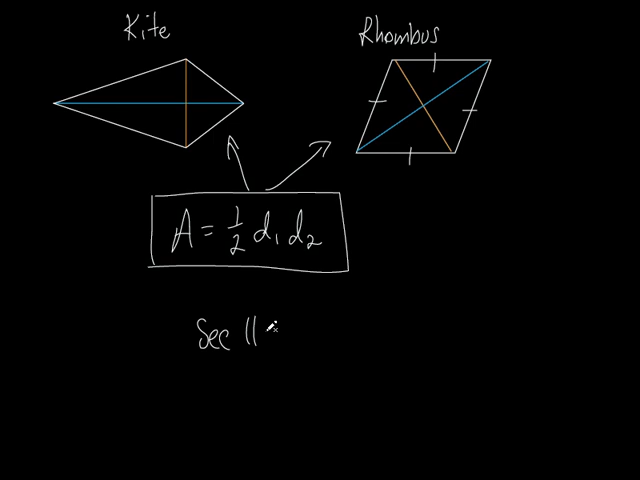 Kite
Rhombus
A = 1/2 d₁ d₂
Sec 11